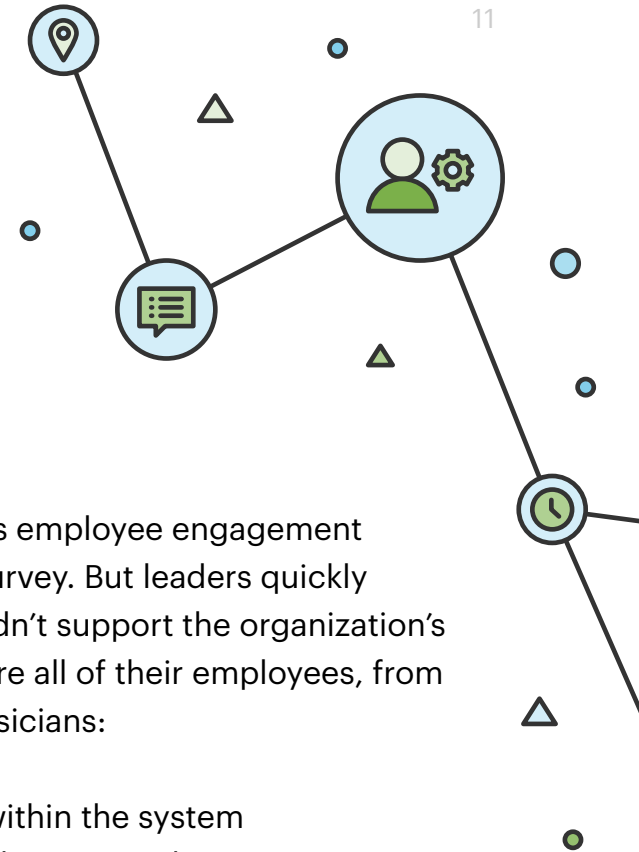 11
s employee engagement
urvey. But leaders quickly
dn’t support the organization’s
re all of their employees, from
sicians:
within the system